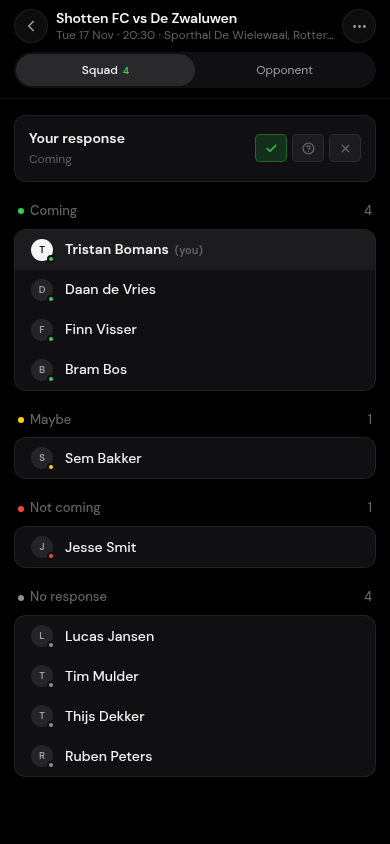 Shotten FC vs De Zwaluwen
Tue 17 Nov · 20:30 · Sporthal De Wielewaal, Rotter...
Squad 4
Opponent
Your response
Coming
Coming 4
T Tristan Bomans (you)
D Daan de Vries
F Finn Visser
B Bram Bos
Maybe 1
S Sem Bakker
Not coming 1
J Jesse Smit
No response 4
L Lucas Jansen
T Tim Mulder
T Thijs Dekker
R Ruben Peters